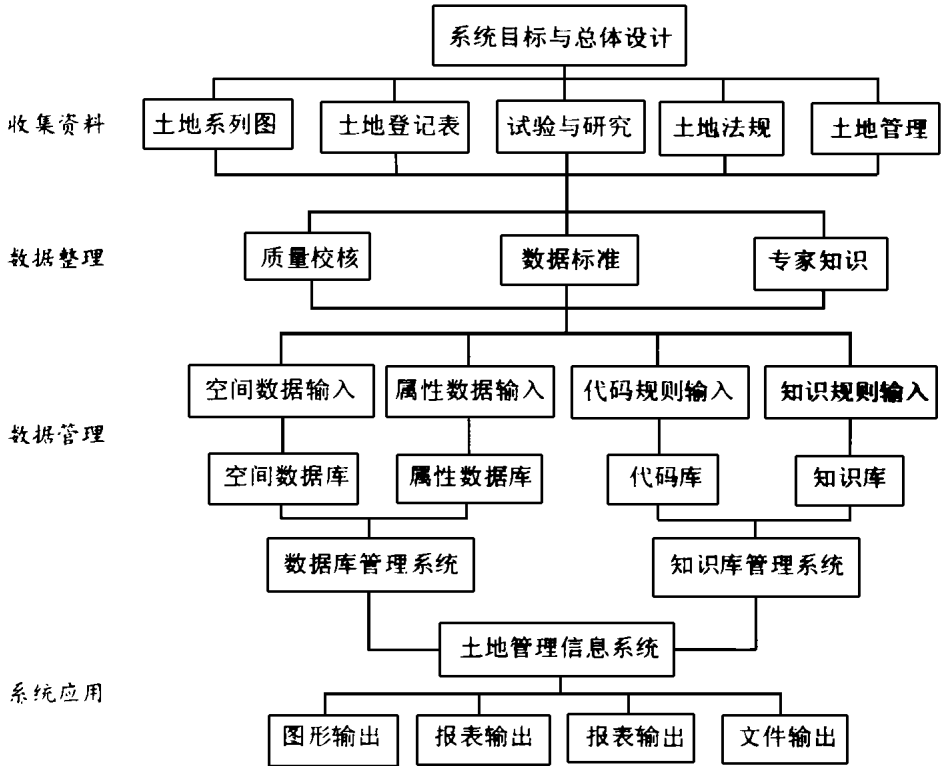 系统目标与总体设计
收集资料
土地系列图
土地登记表
试验与研究
土地法规
土地管理
数据整理
质量校核
数据标准
专家知识
空间数据输入
属性数据输入
代码规则输入
知识规则输入
数据管理
空间数据库
属性数据库
代码库
知识库
数据库管理系统
知识库管理系统
土地管理信息系统
系统应用
图形输出
报表输出
报表输出
文件输出